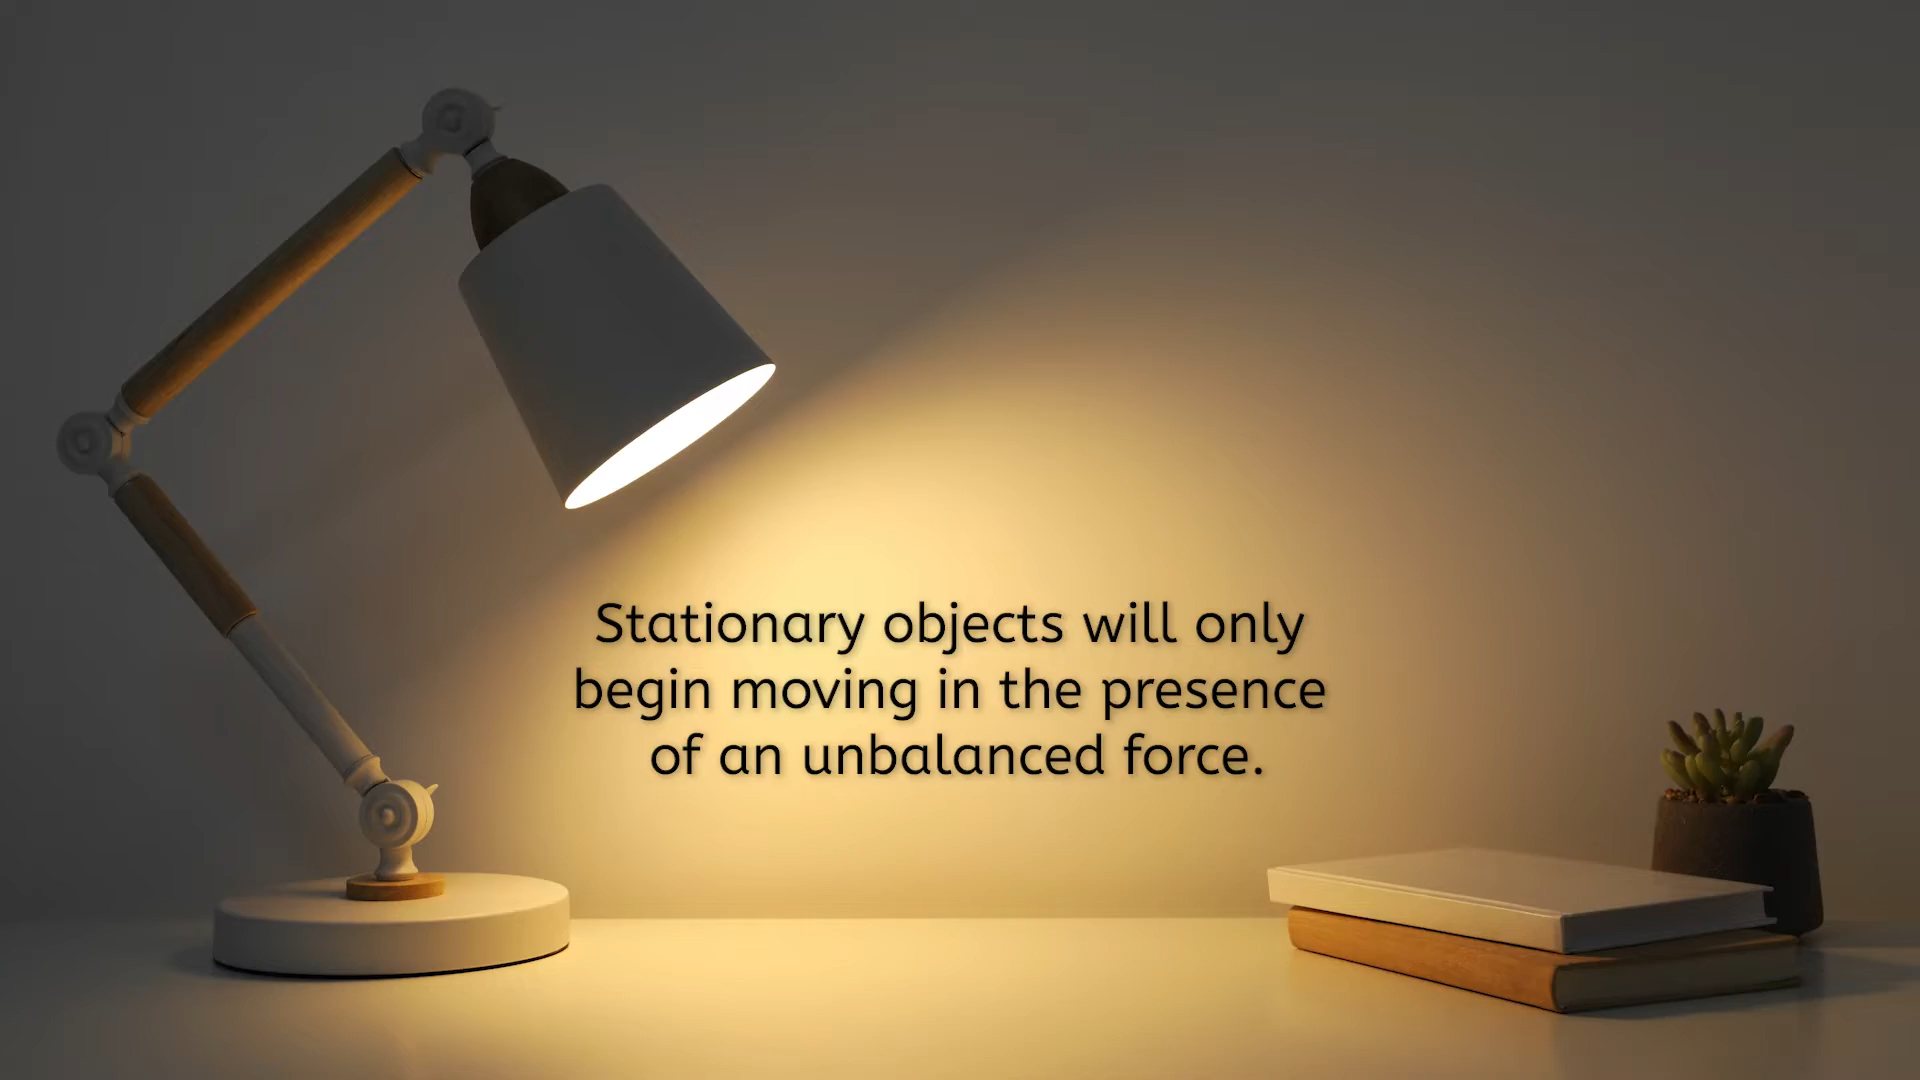 Stationary objects will only
begin moving in the presence
of an unbalanced force.